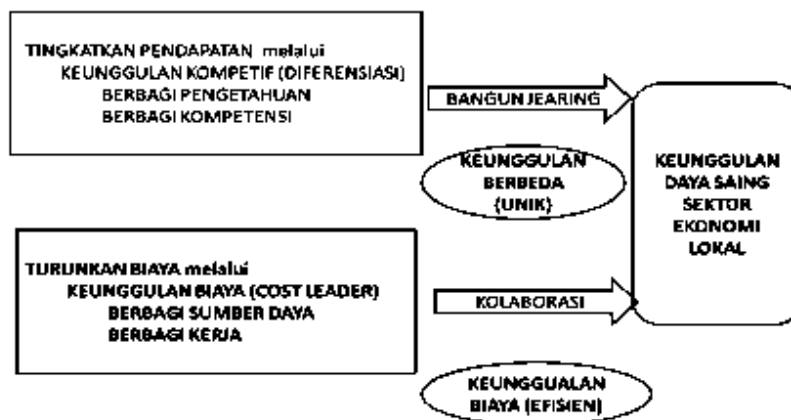 TINGKATKAN PENDAPATAN melalui
KEUNGGULAN KOMPETIF (DIFERENSIASI)
BERBAGI PENGETAHUAN
BERBAGI KOMPETENSI
BANGUN JEARING
KEUNGGULAN
BERBEDA
(UNIK)
KEUNGGULAN
DAYA SAING
SEKTOR
EKONOMI
LOKAL
TURUNKAN BIAYA melalui
KEUNGGULAN BIAYA (COST LEADER)
BERBAGI SUMBER DAYA
BERBAGI KERJA
KOLABORASI
KEUNGGUALAN
BIAYA (EFISIEN)